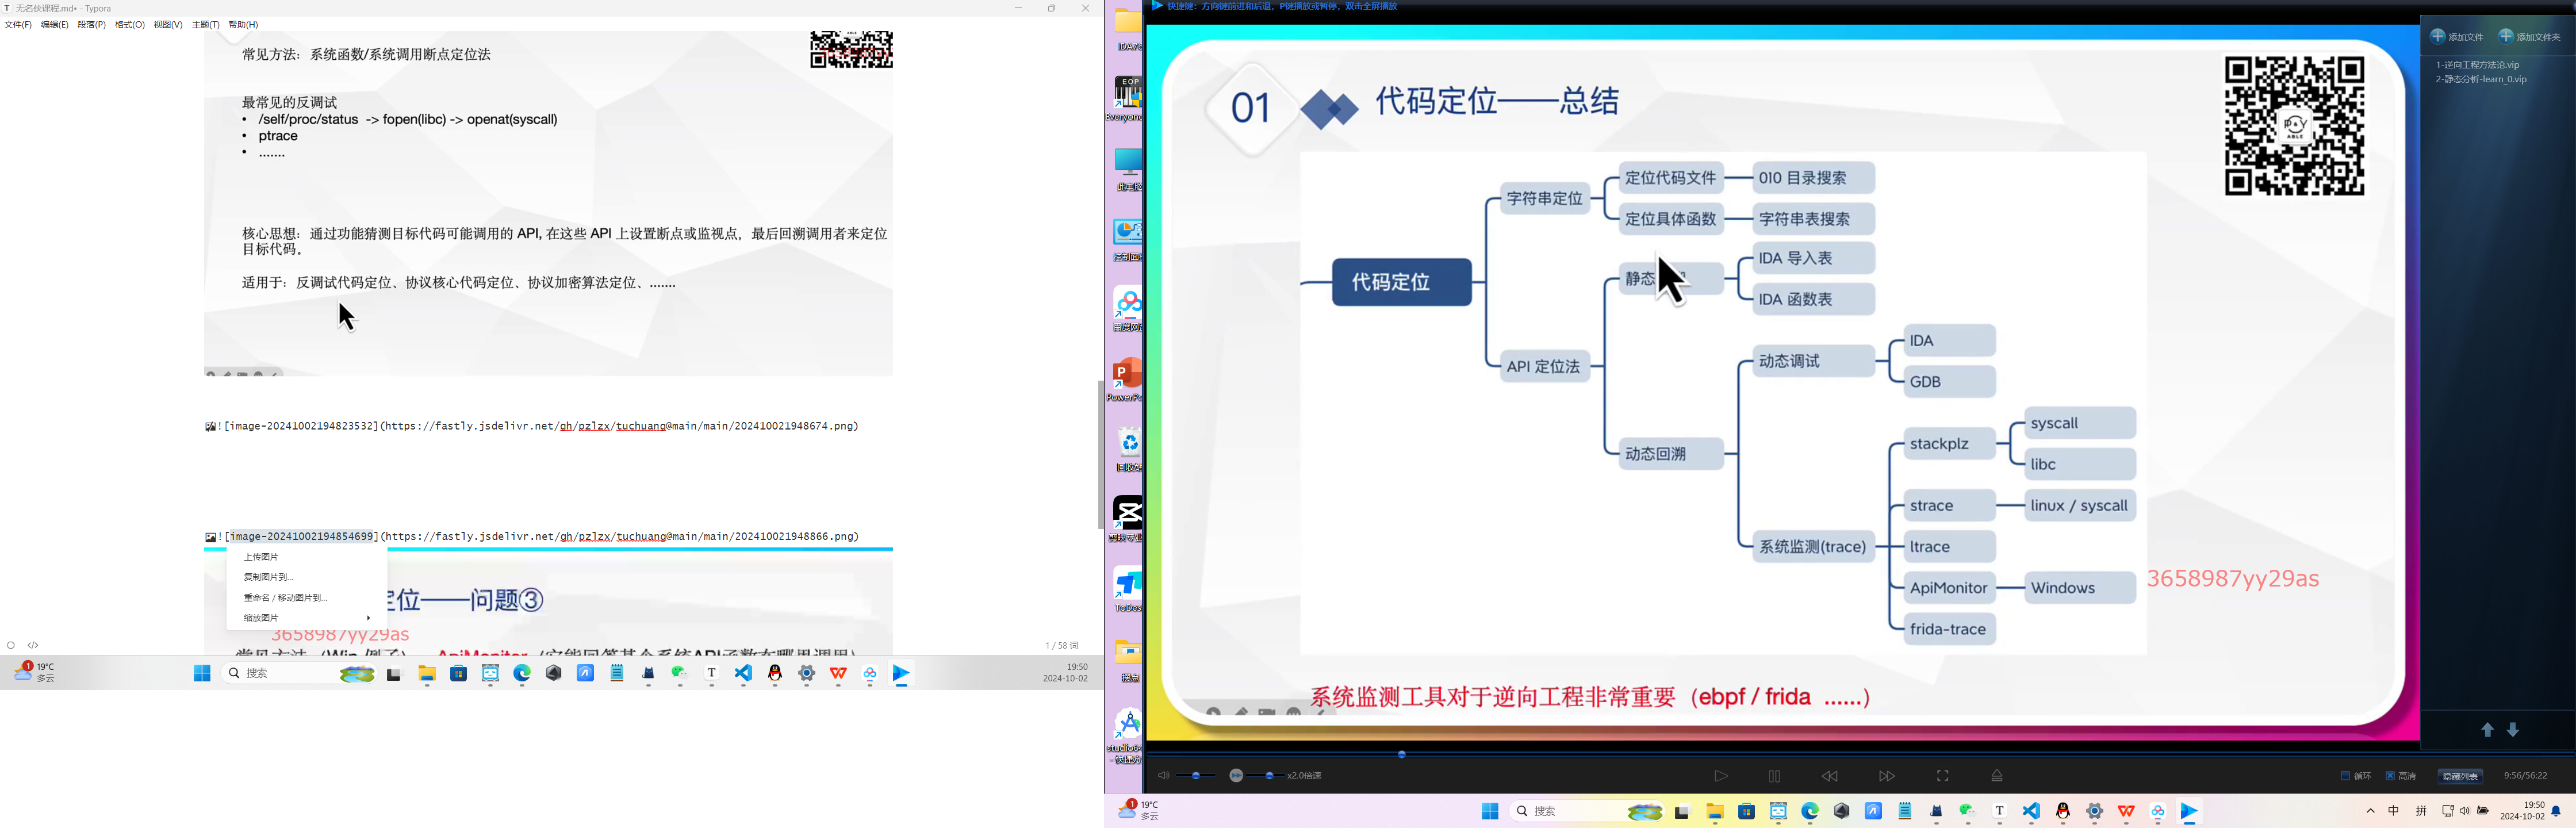 无名侠课程.md• - Typora
文件(F) 编辑(E) 段落(P) 格式(O) 视图(V) 主题(T) 帮助(H)
常见方法：系统函数/系统调用断点定位法
最常见的反调试
• /self/proc/status -> fopen(libc) -> openat(syscall)
• ptrace
• .......
核心思想：通过功能猜测目标代码可能调用的 API, 在这些 API 上设置断点或监视点，最后回溯调用者来定位
目标代码。
适用于：反调试代码定位、协议核心代码定位、协议加密算法定位、.......
![image-20241002194823532](https://fastly.jsdelivr.net/gh/pzlzx/tuchuang@main/main/202410021948674.png)
![image-20241002194854699](https://fastly.jsdelivr.net/gh/pzlzx/tuchuang@main/main/202410021948866.png)
上传图片
复制图片到...
重命名 / 移动图片到...
缩放图片
定位——问题③
3658987yy29as
1 / 58 词
19°C
多云
搜索
19:50
2024-10-02
Everyone
PowerPo
ToDes
快捷键：方向键前进和后退，P键播放或暂停，双击全屏播放
01
代码定位——总结
PAY
ABLE
代码定位
字符串定位
定位代码文件
010 目录搜索
定位具体函数
字符串表搜索
API 定位法
静态
IDA 导入表
IDA 函数表
动态回溯
动态调试
IDA
GDB
系统监测(trace)
stackplz
syscall
libc
strace
linux / syscall
ltrace
ApiMonitor
Windows
frida-trace
3658987yy29as
系统监测工具对于逆向工程非常重要（ebpf / frida ......）
添加文件 添加文件夹
1-逆向工程方法论.vip
2-静态分析-learn_0.vip
x2.0倍速
循环 高清 隐藏列表 9:56/56:22
19°C
多云
搜索
中 拼
19:50
2024-10-02